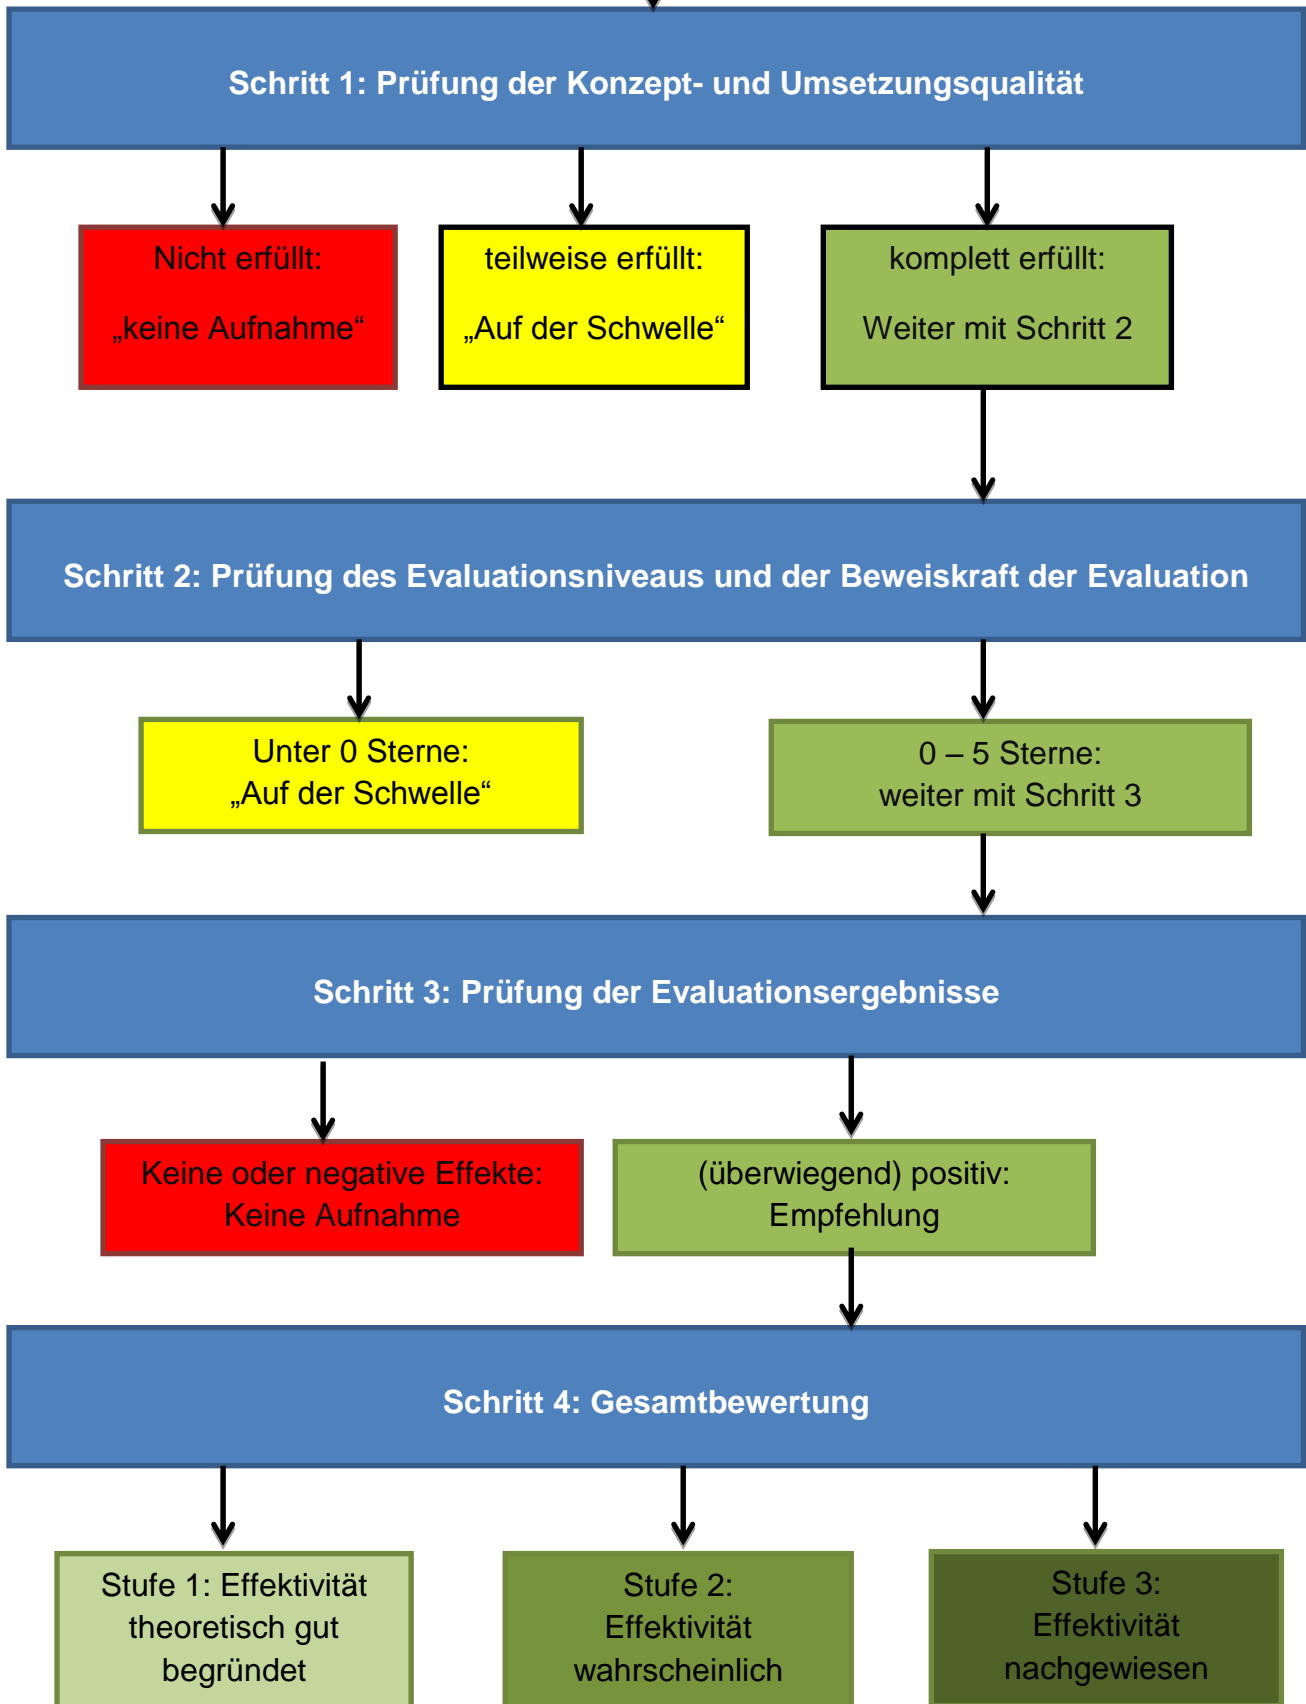 Schritt 1: Prüfung der Konzept- und Umsetzungsqualität
Nicht erfüllt:
„keine Aufnahme“
teilweise erfüllt:
„Auf der Schwelle“
komplett erfüllt:
Weiter mit Schritt 2
Schritt 2: Prüfung des Evaluationsniveaus und der Beweiskraft der Evaluation
Unter 0 Sterne:
„Auf der Schwelle“
0 – 5 Sterne:
weiter mit Schritt 3
Schritt 3: Prüfung der Evaluationsergebnisse
Keine oder negative Effekte:
Keine Aufnahme
(überwiegend) positiv:
Empfehlung
Schritt 4: Gesamtbewertung
Stufe 1: Effektivität
theoretisch gut
begründet
Stufe 2:
Effektivität
wahrscheinlich
Stufe 3:
Effektivität
nachgewiesen